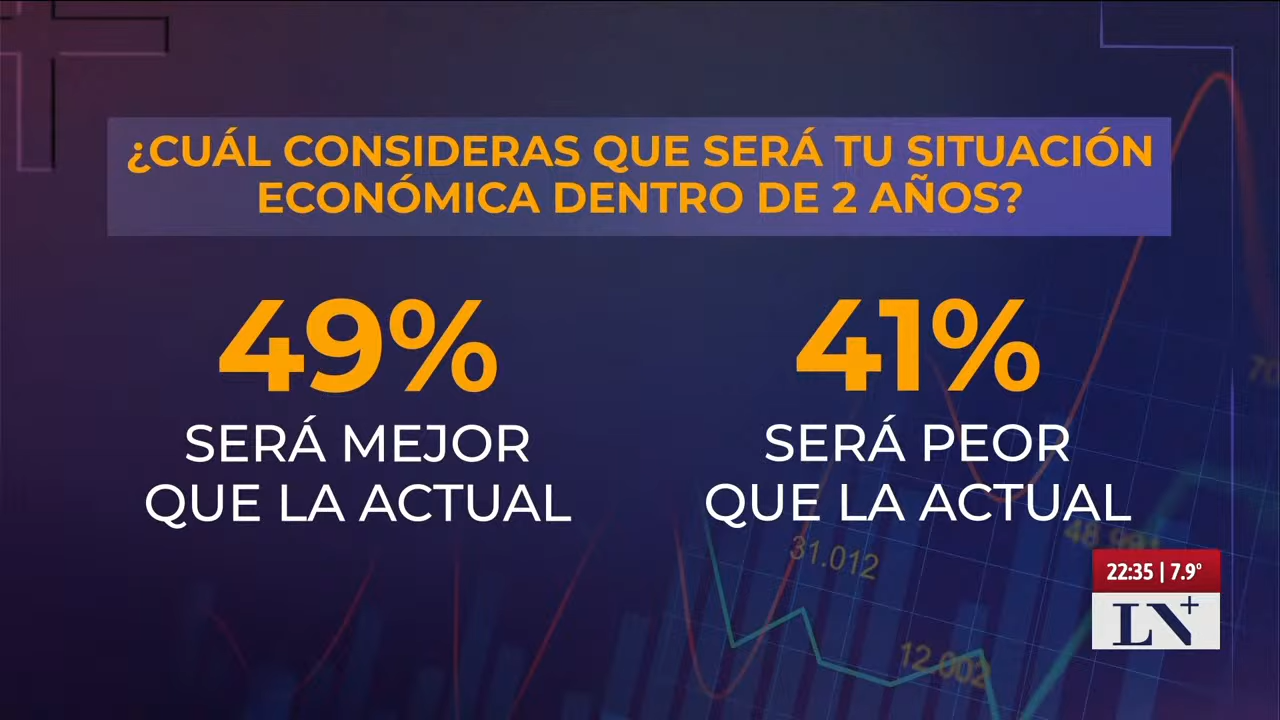 ¿CUÁL CONSIDERAS QUE SERÁ TU SITUACIÓN
ECONÓMICA DENTRO DE 2 AÑOS?
49%
SERÁ MEJOR
QUE LA ACTUAL
41%
SERÁ PEOR
QUE LA ACTUAL
31.012
12.002
22:35 | 7.9°
LN+